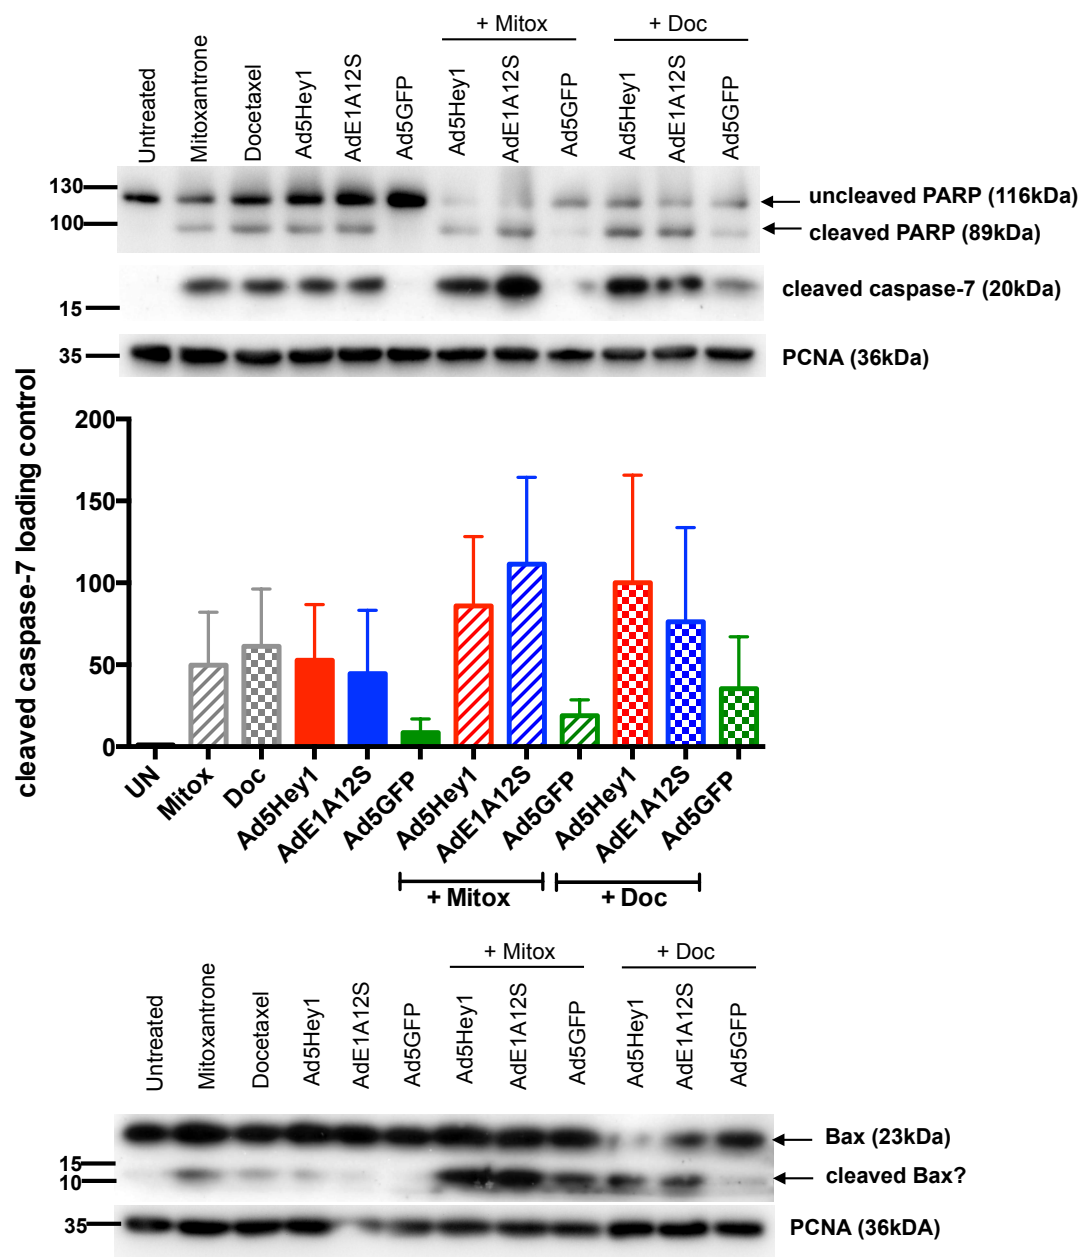 + Mitox
+ Doc
Untreated
Mitoxantrone
Docetaxel
Ad5Hey1
AdE1A12S
Ad5GFP
Ad5Hey1
AdE1A12S
Ad5GFP
Ad5Hey1
AdE1A12S
Ad5GFP
130
uncleaved PARP (116kDa)
100
cleaved PARP (89kDa)
cleaved caspase-7 (20kDa)
15
35
PCNA (36kDa)
cleaved caspase-7 loading control
200
150
100
50
0
UN
Mitox
Doc
Ad5Hey1
AdE1A12S
Ad5GFP
Ad5Hey1
AdE1A12S
Ad5GFP
Ad5Hey1
AdE1A12S
Ad5GFP
+ Mitox
+ Doc
+ Mitox
+ Doc
Untreated
Mitoxantrone
Docetaxel
Ad5Hey1
AdE1A12S
Ad5GFP
Ad5Hey1
AdE1A12S
Ad5GFP
Ad5Hey1
AdE1A12S
Ad5GFP
Bax (23kDa)
15
10
cleaved Bax?
35
PCNA (36kDA)